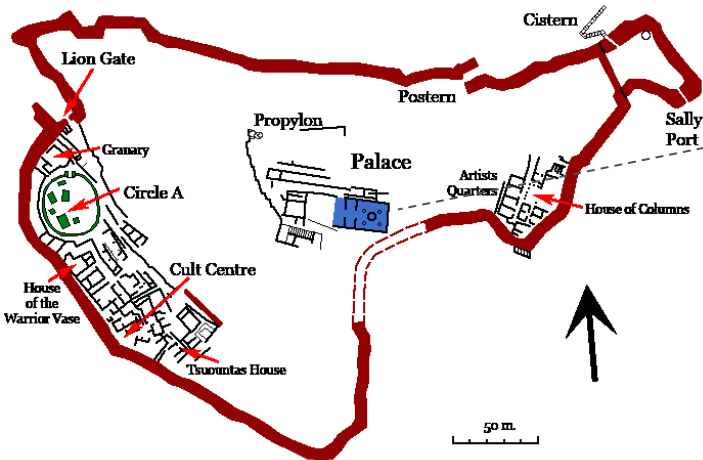 Cistern
Lion Gate
Postern
Sally
Port
Propylon
Granary
Palace
Artists
Quarters
Circle A
House of Columns
Cult Centre
House
of the
Warrior Vase
Tsountas House
50 m.